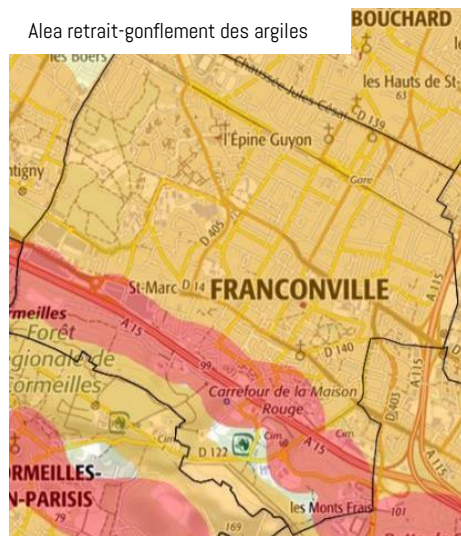 Alea retrait-gonflement des argiles
BOUCHARD
les Boers
Chaussée Jules César
CD 139
les Hauts de St-
63
l'Épine Guyon
ntigny
Gare
D 405
A 115
St-Marc
D 14
FRANCONVILLE
rmeilles
Forêt
A 15
égionale de
Cormeilles
D 140
99
A 115
Carrefour de la Maison
Rouge
D 403
Cim
Cim
Cim
D 122
A 15
ORMEILLES-
N-PARISIS
les Monts Frais
101
79
169